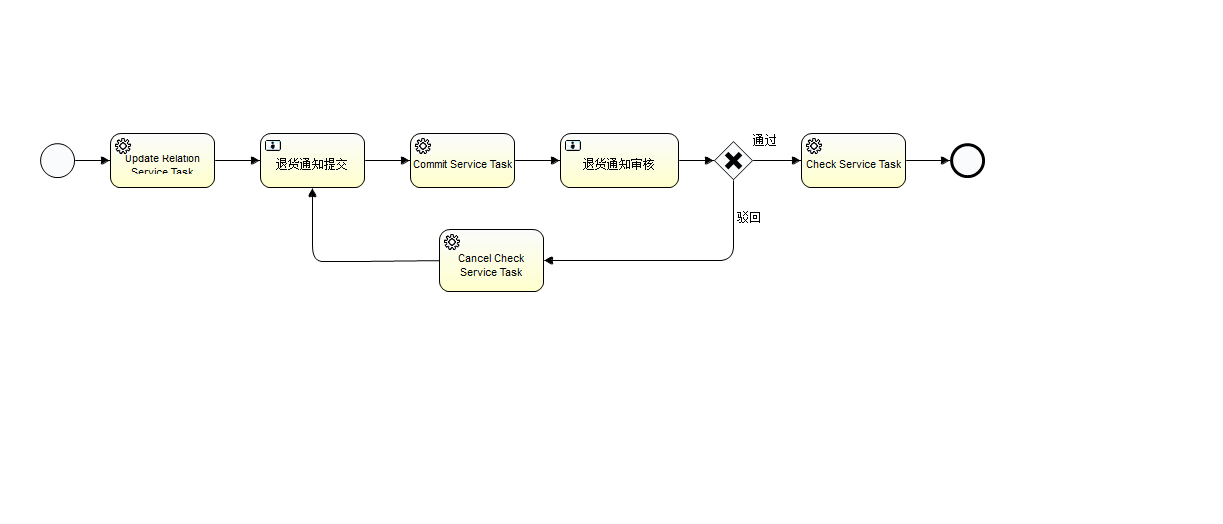 Update Relation
Service Task
退货通知提交
Commit Service Task
退货通知审核
通过
Check Service Task
驳回
Cancel Check
Service Task